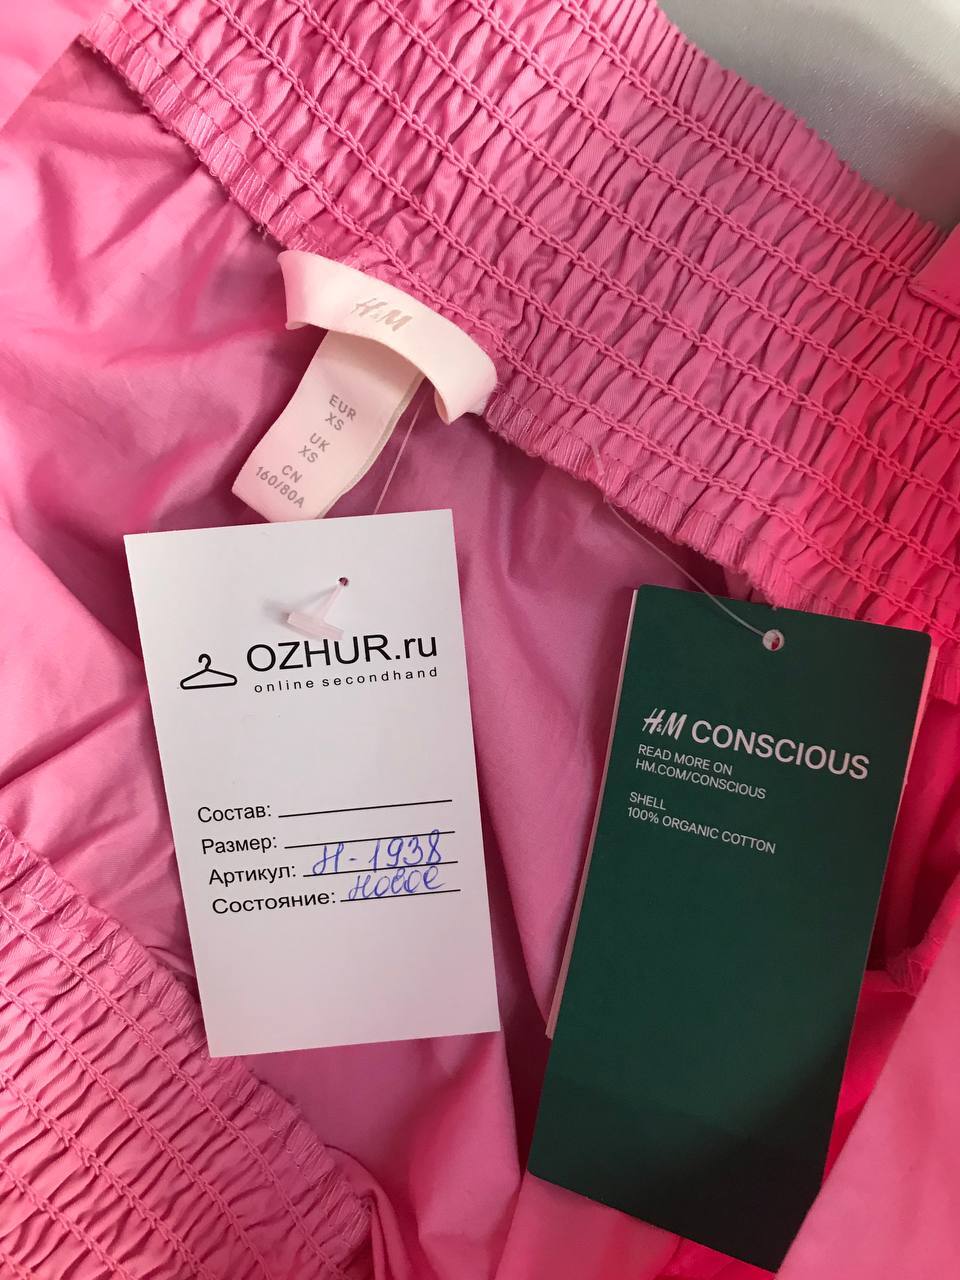 H&M
EUR
XS
UK
XS
CN
160/80A
OZHUR.ru
online secondhand
Состав:
Размер:
Артикул: Н-1938
Состояние: новое
H&M CONSCIOUS
READ MORE ON
HM.COM/CONSCIOUS
SHELL
100% ORGANIC COTTON